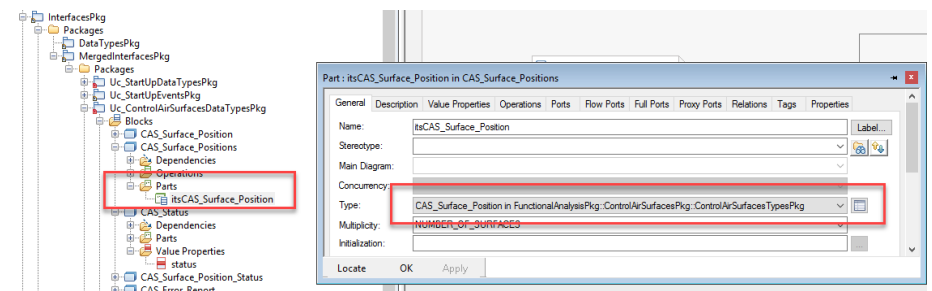 InterfacesPkg
Packages
DataTypesPkg
MergedInterfacesPkg
Packages
Uc_StartUpDataTypesPkg
Uc_StartUpEventsPkg
Uc_ControlAirSurfacesDataTypesPkg
Blocks
CAS_Surface_Position
CAS_Surface_Positions
Dependencies
Operations
Parts
itsCAS_Surface_Position
CAS_Status
Dependencies
Parts
Value Properties
status
CAS_Surface_Position_Status
CAS_Error_Report
Part : itsCAS_Surface_Position in CAS_Surface_Positions
General Description Value Properties Operations Ports Flow Ports Full Ports Proxy Ports Relations Tags Properties
Name: itsCAS_Surface_Position Label...
Stereotype:
Main Diagram:
Concurrency:
Type: CAS_Surface_Position in FunctionalAnalysisPkg::ControlAirSurfacesPkg::ControlAirSurfacesTypesPkg
Multiplicity: NUMBER_OF_SURFACES
Initialization: ...
Locate OK Apply